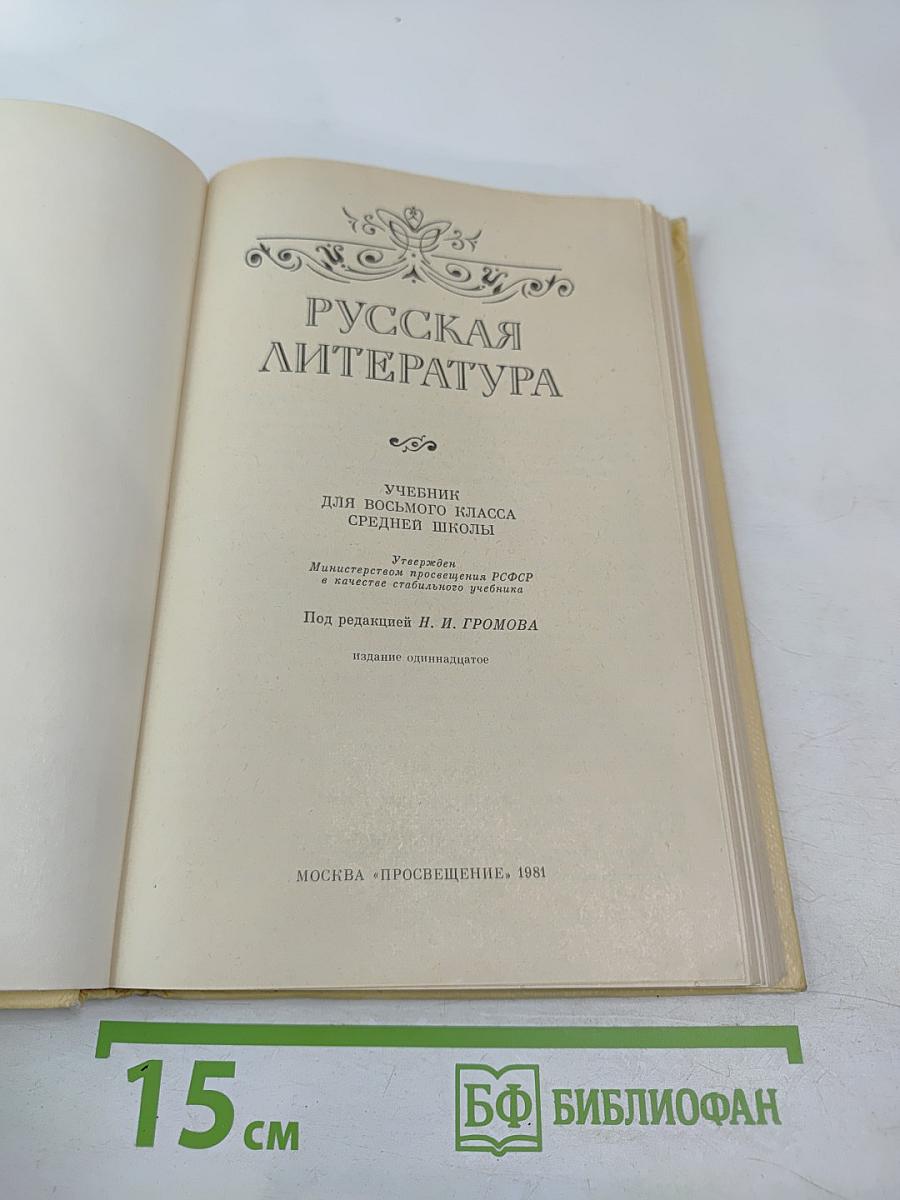 РУССКАЯ
ЛИТЕРАТУРА
УЧЕБНИК
ДЛЯ ВОСЬМОГО КЛАССА
СРЕДНЕЙ ШКОЛЫ
Утвержден
Министерством просвещения РСФСР
в качестве стабильного учебника
Под редакцией Н. И. ГРОМОВА
издание одиннадцатое
МОСКВА «ПРОСВЕЩЕНИЕ» 1981
15 см
БФ БИБЛИОФАН